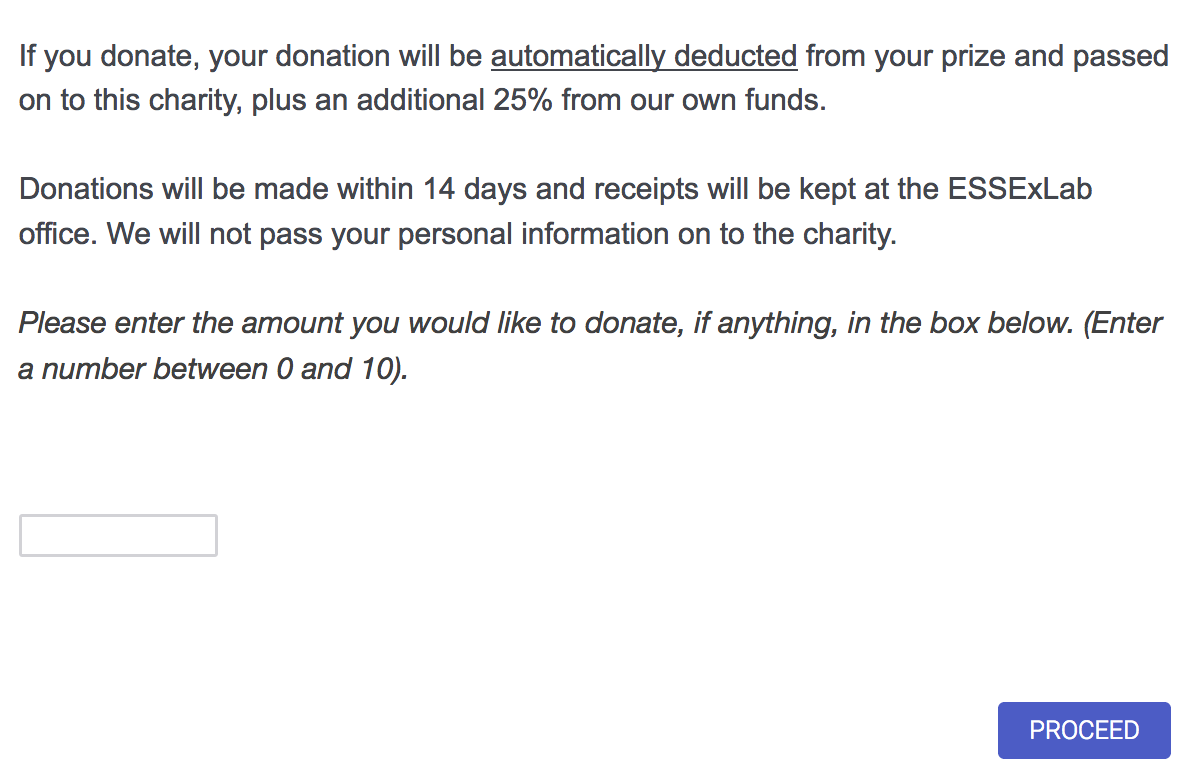 If you donate, your donation will be automatically deducted from your prize and passed
on to this charity, plus an additional 25% from our own funds.
Donations will be made within 14 days and receipts will be kept at the ESSExLab
office. We will not pass your personal information on to the charity.
Please enter the amount you would like to donate, if anything, in the box below. (Enter
a number between 0 and 10).
PROCEED